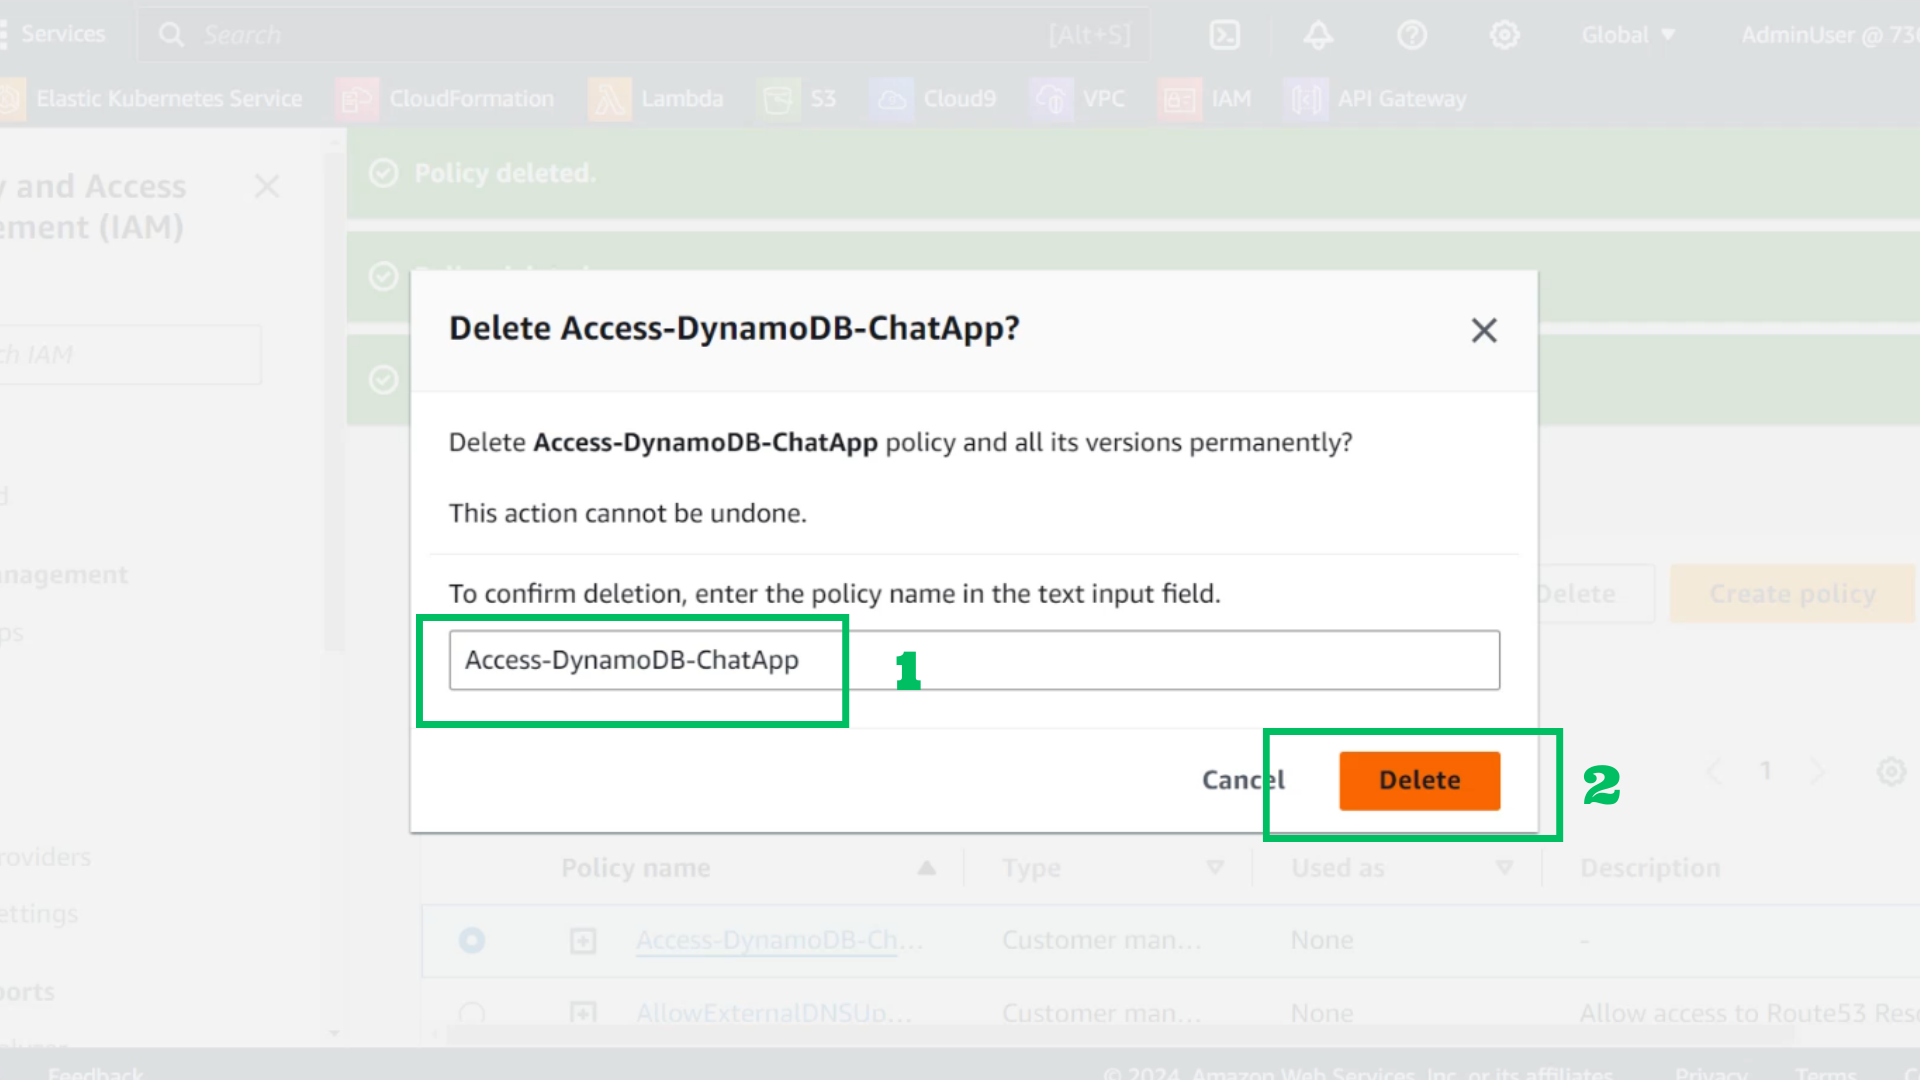 Services
Search
[Alt+S]
Global
AdminUser @ 736
Elastic Kubernetes Service
CloudFormation
Lambda
S3
Cloud9
VPC
IAM
API Gateway
and Access
ement (IAM)
Policy deleted.
ch IAM
Delete Access-DynamoDB-ChatApp?
Delete Access-DynamoDB-ChatApp policy and all its versions permanently?
This action cannot be undone.
To confirm deletion, enter the policy name in the text input field.
Access-DynamoDB-ChatApp
1
Cancel
Delete
2
anagement
ps
Delete
Create policy
1
roviders
ettings
ports
Policy name
Type
Used as
Description
Access-DynamoDB-Ch...
Customer man...
None
-
AllowExternalDNSUp...
Customer man...
None
Allow access to Route53 Reso
Feedback
© 2024, Amazon Web Services, Inc. or its affiliates.
Privacy
Terms